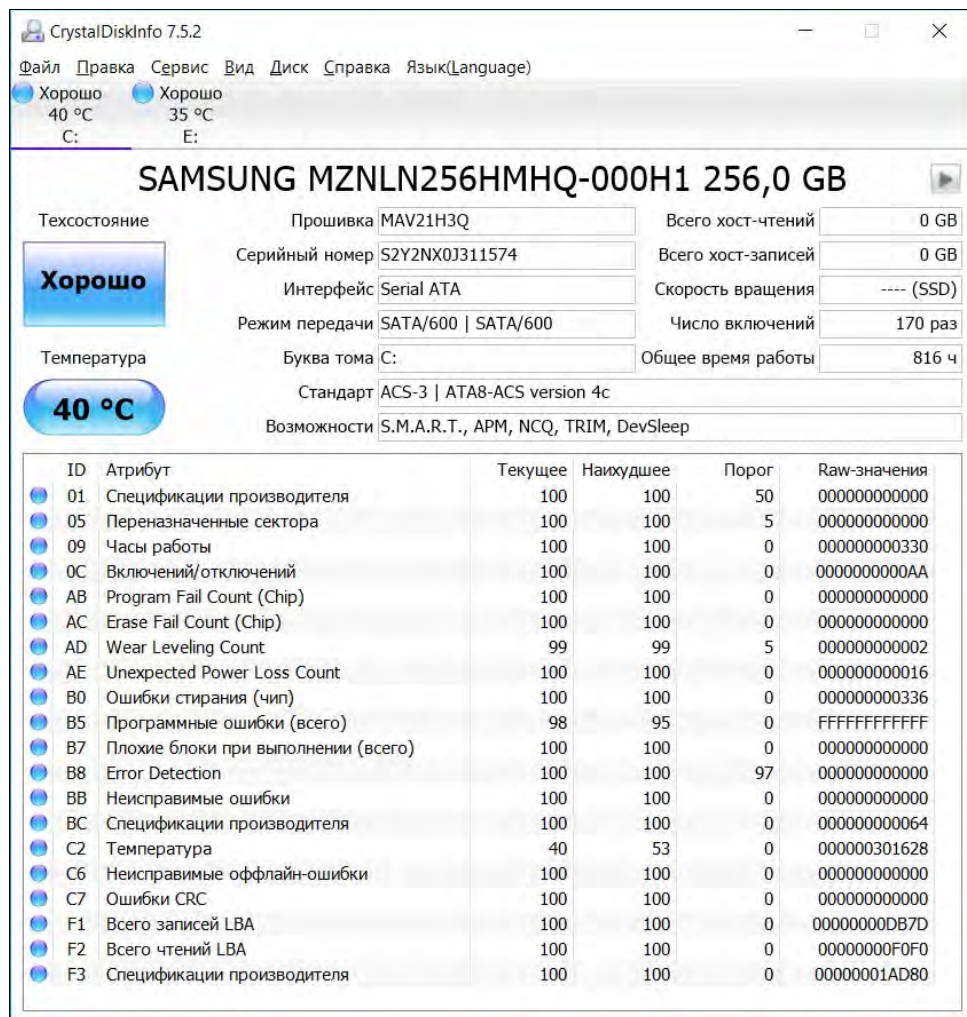 CrystalDiskInfo 7.5.2
Файл Правка Сервис Вид Диск Справка Язык(Language)
Хорошо Хорошо
40 °C 35 °C
C: E:
SAMSUNG MZNLN256HMHQ-000H1 256,0 GB
Техсостояние Прошивка MAV21H3Q Всего хост-чтений 0 GB
Хорошо Серийный номер S2Y2NX0J311574 Всего хост-записей 0 GB
Интерфейс Serial ATA Скорость вращения ---- (SSD)
Режим передачи SATA/600 | SATA/600 Число включений 170 раз
Температура Буква тома C: Общее время работы 816 ч
40 °C Стандарт ACS-3 | ATA8-ACS version 4c
Возможности S.M.A.R.T., APM, NCQ, TRIM, DevSleep
ID Атрибут Текущее Наихудшее Порог Raw-значения
01 Спецификации производителя 100 100 50 000000000000
05 Переназначенные сектора 100 100 5 000000000000
09 Часы работы 100 100 0 000000000330
0C Включений/отключений 100 100 0 0000000000AA
AB Program Fail Count (Chip) 100 100 0 000000000000
AC Erase Fail Count (Chip) 100 100 0 000000000000
AD Wear Leveling Count 99 99 5 000000000002
AE Unexpected Power Loss Count 100 100 0 000000000016
B0 Ошибки стирания (чип) 100 100 0 000000000336
B5 Программные ошибки (всего) 98 95 0 FFFFFFFFFFFF
B7 Плохие блоки при выполнении (всего) 100 100 0 000000000000
B8 Error Detection 100 100 97 000000000000
BB Неисправимые ошибки 100 100 0 000000000000
BC Спецификации производителя 100 100 0 000000000064
C2 Температура 40 53 0 000000301628
C6 Неисправимые оффлайн-ошибки 100 100 0 000000000000
C7 Ошибки CRC 100 100 0 000000000000
F1 Всего записей LBA 100 100 0 00000000DB7D
F2 Всего чтений LBA 100 100 0 00000000F0F0
F3 Спецификации производителя 100 100 0 00000001AD80